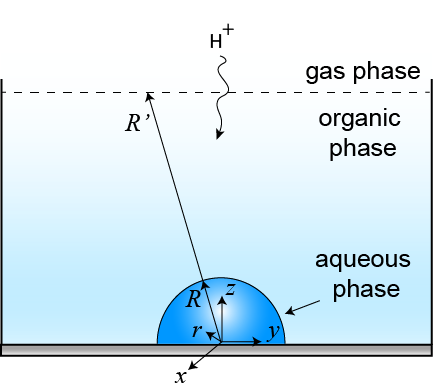 H+
gas phase
organic
phase
R'
aqueous
phase
R
z
r
y
x